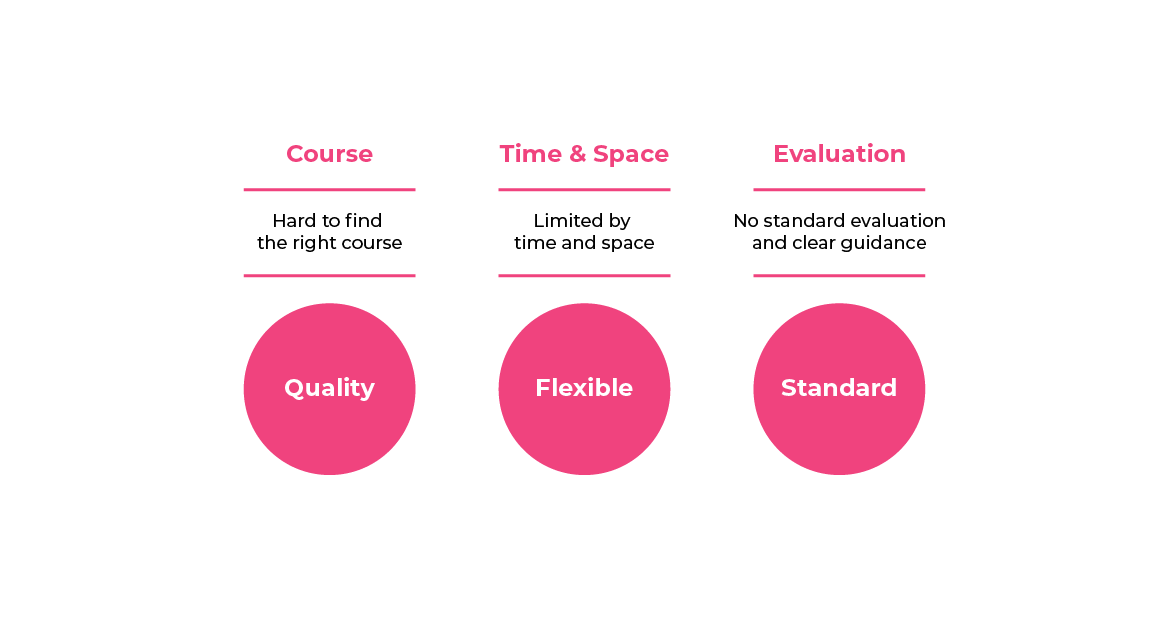 Course
Hard to find
the right course
Quality
Time & Space
Limited by
time and space
Flexible
Evaluation
No standard evaluation
and clear guidance
Standard